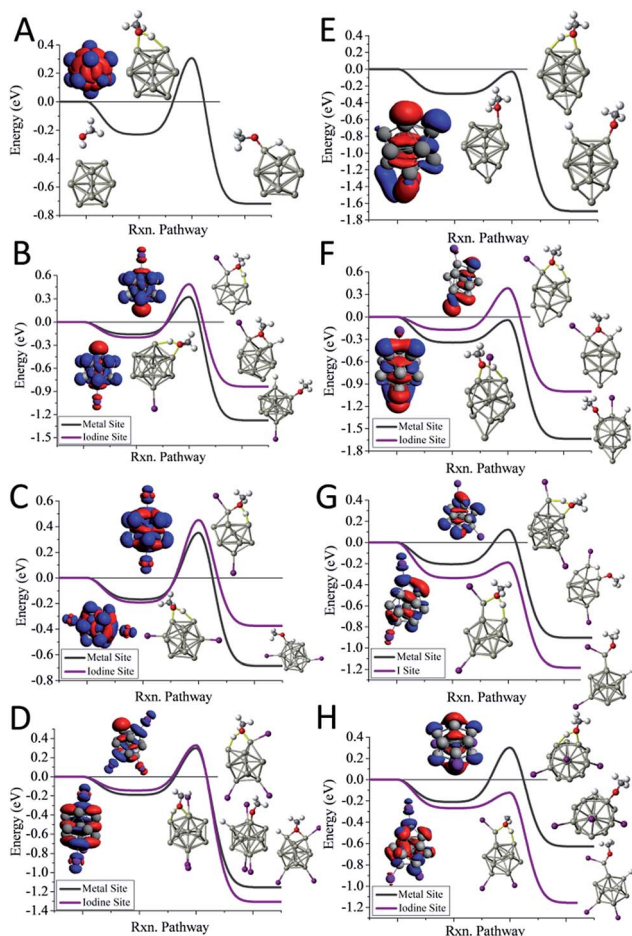 A
Energy (eV)
0.4
0.2
0.0
-0.2
-0.4
-0.6
-0.8
Rxn. Pathway
B
Energy (eV)
0.6
0.3
0.0
-0.3
-0.6
-0.9
-1.2
-1.5
Metal Site
Iodine Site
Rxn. Pathway
C
Energy (eV)
0.6
0.4
0.2
0.0
-0.2
-0.4
-0.6
-0.8
Metal Site
Iodine Site
Rxn. Pathway
D
Energy (eV)
0.4
0.2
0.0
-0.2
-0.4
-0.6
-0.8
-1.0
-1.2
-1.4
Metal Site
Iodine Site
Rxn. Pathway
E
Energy (eV)
0.4
0.2
0.0
-0.2
-0.4
-0.6
-0.8
-1.0
-1.2
-1.4
-1.6
-1.8
Rxn. Pathway
F
Energy (eV)
0.6
0.3
0.0
-0.3
-0.6
-0.9
-1.2
-1.5
-1.8
Metal Site
Iodine Site
Rxn. Pathway
G
Energy (eV)
0.4
0.2
0.0
-0.2
-0.4
-0.6
-0.8
-1.0
-1.2
Metal Site
I Site
Rxn. Pathway
H
Energy (eV)
0.4
0.2
0.0
-0.2
-0.4
-0.6
-0.8
-1.0
-1.2
Metal Site
Iodine Site
Rxn. Pathway